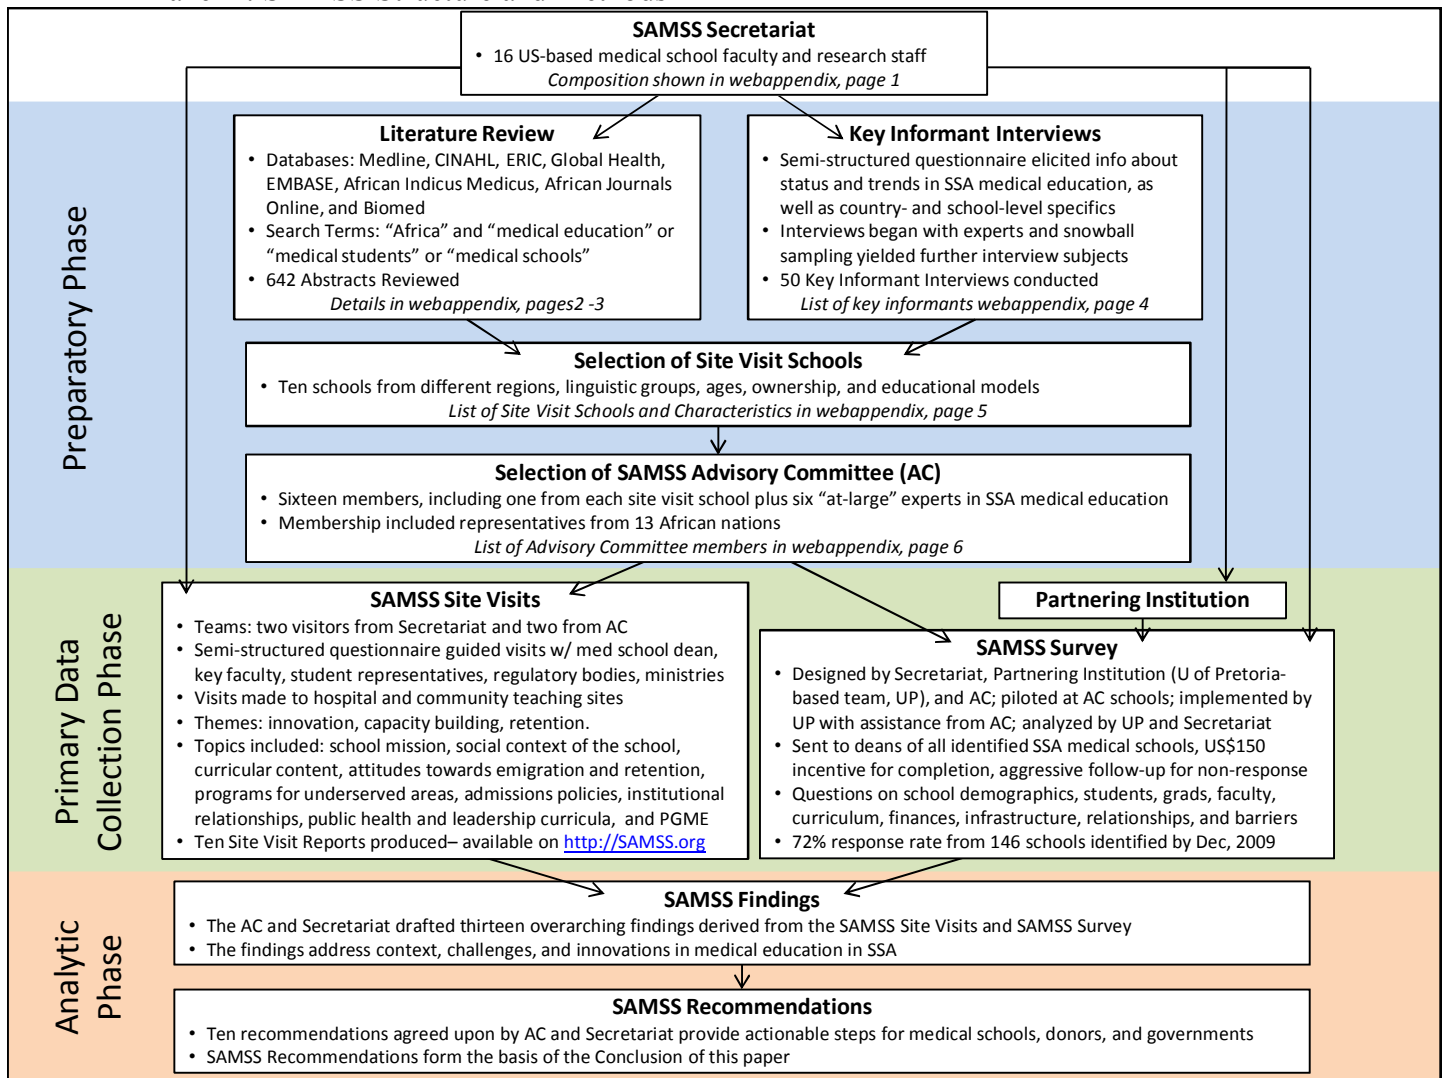 SAMSS Secretariat
• 16 US-based medical school faculty and research staff
Composition shown in webappendix, page 1
Preparatory Phase
Literature Review
• Databases: Medline, CINAHL, ERIC, Global Health,
EMBASE, African Indicus Medicus, African Journals
Online, and Biomed
• Search Terms: “Africa” and “medical education” or
“medical students” or “medical schools”
• 642 Abstracts Reviewed
Details in webappendix, pages2 -3
Key Informant Interviews
• Semi-structured questionnaire elicited info about
status and trends in SSA medical education, as
well as country- and school-level specifics
• Interviews began with experts and snowball
sampling yielded further interview subjects
• 50 Key Informant Interviews conducted
List of key informants webappendix, page 4
Selection of Site Visit Schools
• Ten schools from different regions, linguistic groups, ages, ownership, and educational models
List of Site Visit Schools and Characteristics in webappendix, page 5
Selection of SAMSS Advisory Committee (AC)
• Sixteen members, including one from each site visit school plus six “at-large” experts in SSA medical education
• Membership included representatives from 13 African nations
List of Advisory Committee members in webappendix, page 6
Primary Data
Collection Phase
SAMSS Site Visits
• Teams: two visitors from Secretariat and two from AC
• Semi-structured questionnaire guided visits w/ med school dean,
key faculty, student representatives, regulatory bodies, ministries
• Visits made to hospital and community teaching sites
• Themes: innovation, capacity building, retention.
• Topics included: school mission, social context of the school,
curricular content, attitudes towards emigration and retention,
programs for underserved areas, admissions policies, institutional
relationships, public health and leadership curricula, and PGME
• Ten Site Visit Reports produced– available on http://SAMSS.org
Partnering Institution
SAMSS Survey
• Designed by Secretariat, Partnering Institution (U of Pretoria-
based team, UP), and AC; piloted at AC schools; implemented by
UP with assistance from AC; analyzed by UP and Secretariat
• Sent to deans of all identified SSA medical schools, US$150
incentive for completion, aggressive follow-up for non-response
• Questions on school demographics, students, grads, faculty,
curriculum, finances, infrastructure, relationships, and barriers
• 72% response rate from 146 schools identified by Dec, 2009
Analytic
Phase
SAMSS Findings
• The AC and Secretariat drafted thirteen overarching findings derived from the SAMSS Site Visits and SAMSS Survey
• The findings address context, challenges, and innovations in medical education in SSA
SAMSS Recommendations
• Ten recommendations agreed upon by AC and Secretariat provide actionable steps for medical schools, donors, and governments
• SAMSS Recommendations form the basis of the Conclusion of this paper